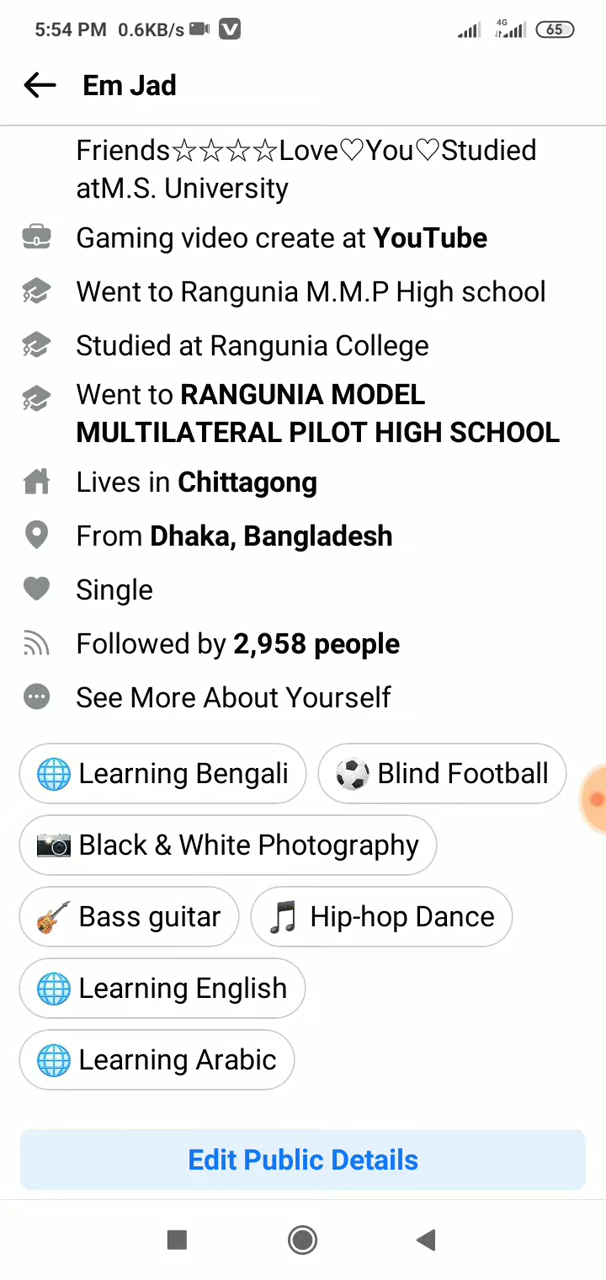 5:54 PM 0.6KB/s V 4G 65
Em Jad
Friends☆☆☆☆Love♡You♡Studied
atM.S. University
Gaming video create at YouTube
Went to Rangunia M.M.P High school
Studied at Rangunia College
Went to RANGUNIA MODEL
MULTILATERAL PILOT HIGH SCHOOL
Lives in Chittagong
From Dhaka, Bangladesh
Single
Followed by 2,958 people
See More About Yourself
Learning Bengali Blind Football
Black & White Photography
Bass guitar Hip-hop Dance
Learning English
Learning Arabic
Edit Public Details